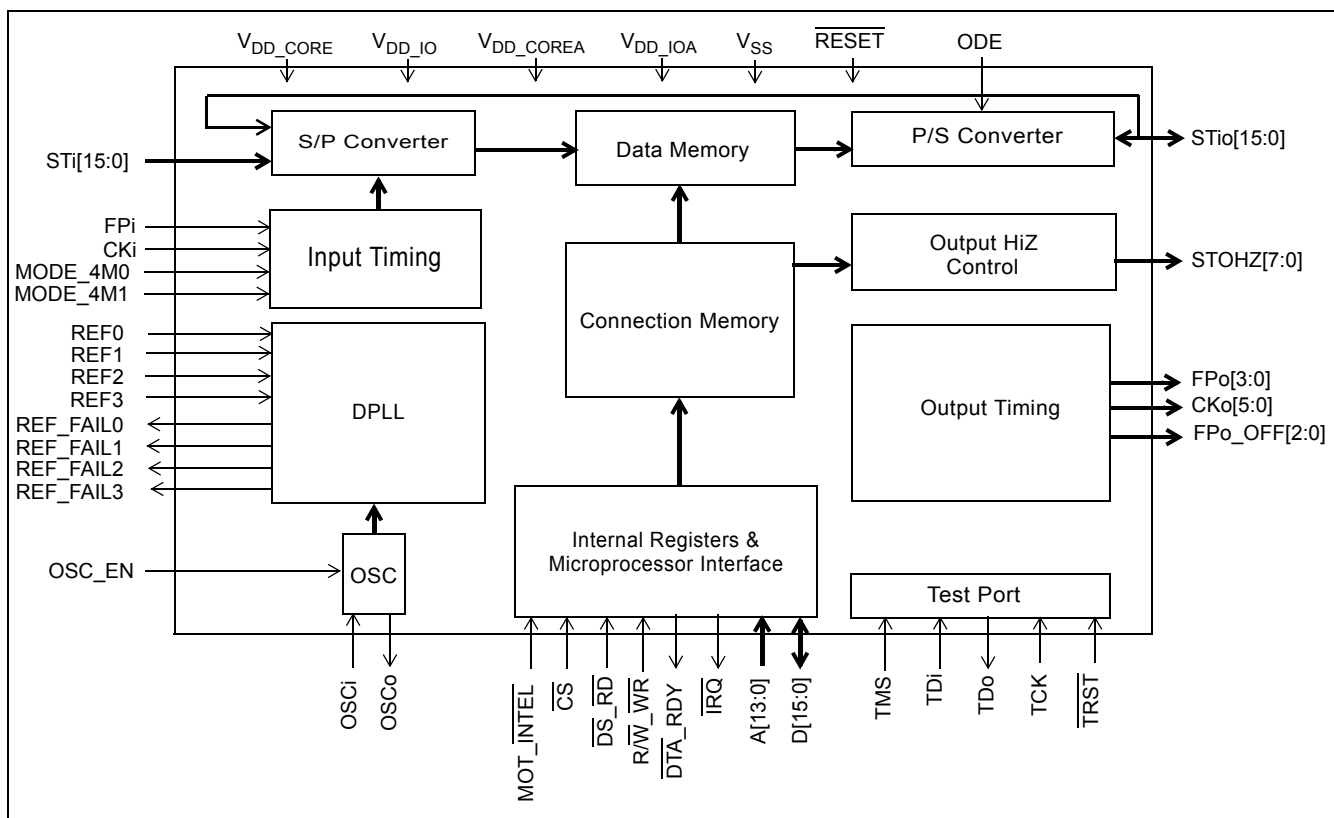 VDD_CORE
VDD_IO
VDD_COREA
VDD_IOA
VSS
RESET
ODE
S/P Converter
Data Memory
P/S Converter
STi[15:0]
STio[15:0]
FPi
CKi
MODE_4M0
MODE_4M1
Input Timing
Output HiZ
Control
STOHZ[7:0]
Connection Memory
REF0
REF1
REF2
REF3
REF_FAIL0
REF_FAIL1
REF_FAIL2
REF_FAIL3
DPLL
Output Timing
FPo[3:0]
CKo[5:0]
FPo_OFF[2:0]
Internal Registers &
Microprocessor Interface
OSC_EN
OSC
Test Port
OSCi
OSCo
MOT_INTEL
CS
DS_RD
R/W_WR
DTA_RDY
IRQ
A[13:0]
D[15:0]
TMS
TDi
TDo
TCK
TRST